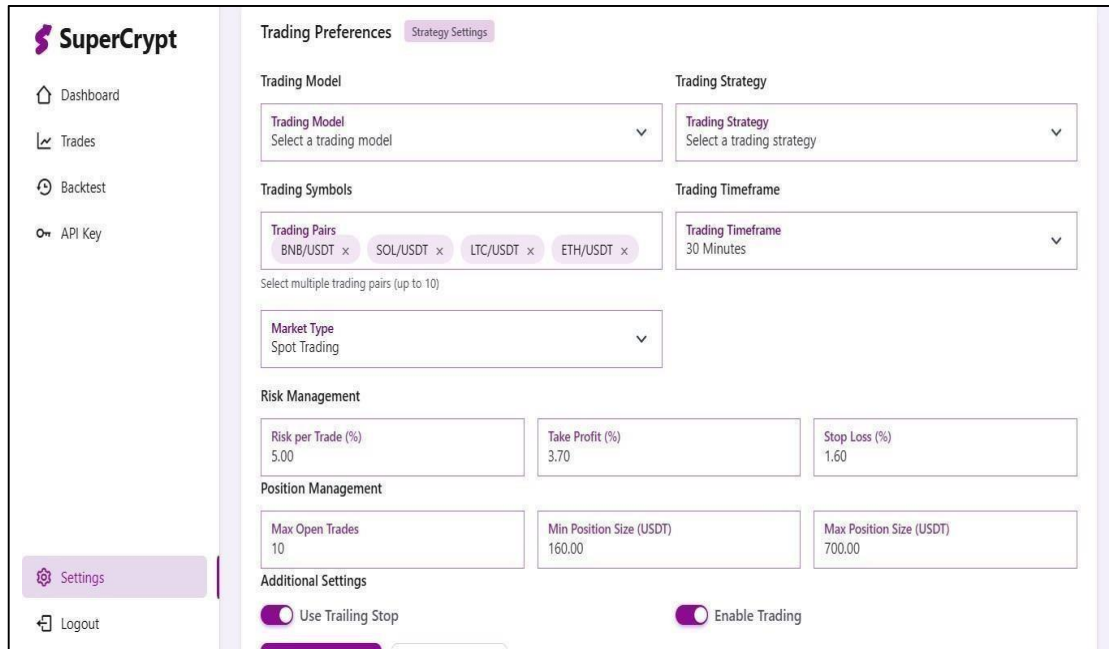 SuperCrypt
Dashboard
Trades
Backtest
API Key
Settings
Logout
Trading Preferences Strategy Settings
Trading Model Trading Strategy
Trading Model
Select a trading model
Trading Strategy
Select a trading strategy
Trading Symbols Trading Timeframe
Trading Pairs
BNB/USDT × SOL/USDT × LTC/USDT × ETH/USDT ×
Trading Timeframe
30 Minutes
Select multiple trading pairs (up to 10)
Market Type
Spot Trading
Risk Management
Risk per Trade (%)
5.00
Take Profit (%)
3.70
Stop Loss (%)
1.60
Position Management
Max Open Trades
10
Min Position Size (USDT)
160.00
Max Position Size (USDT)
700.00
Additional Settings
Use Trailing Stop Enable Trading